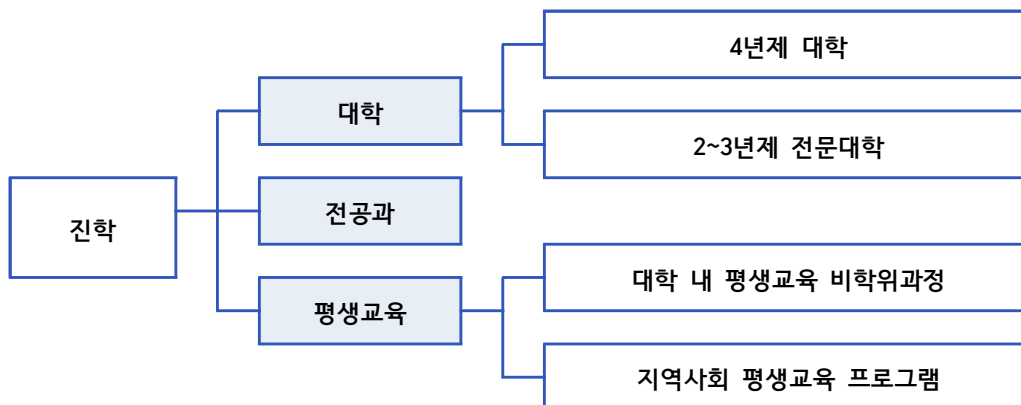 진학
대학
4년제 대학
2~3년제 전문대학
전공과
평생교육
대학 내 평생교육 비학위과정
지역사회 평생교육 프로그램